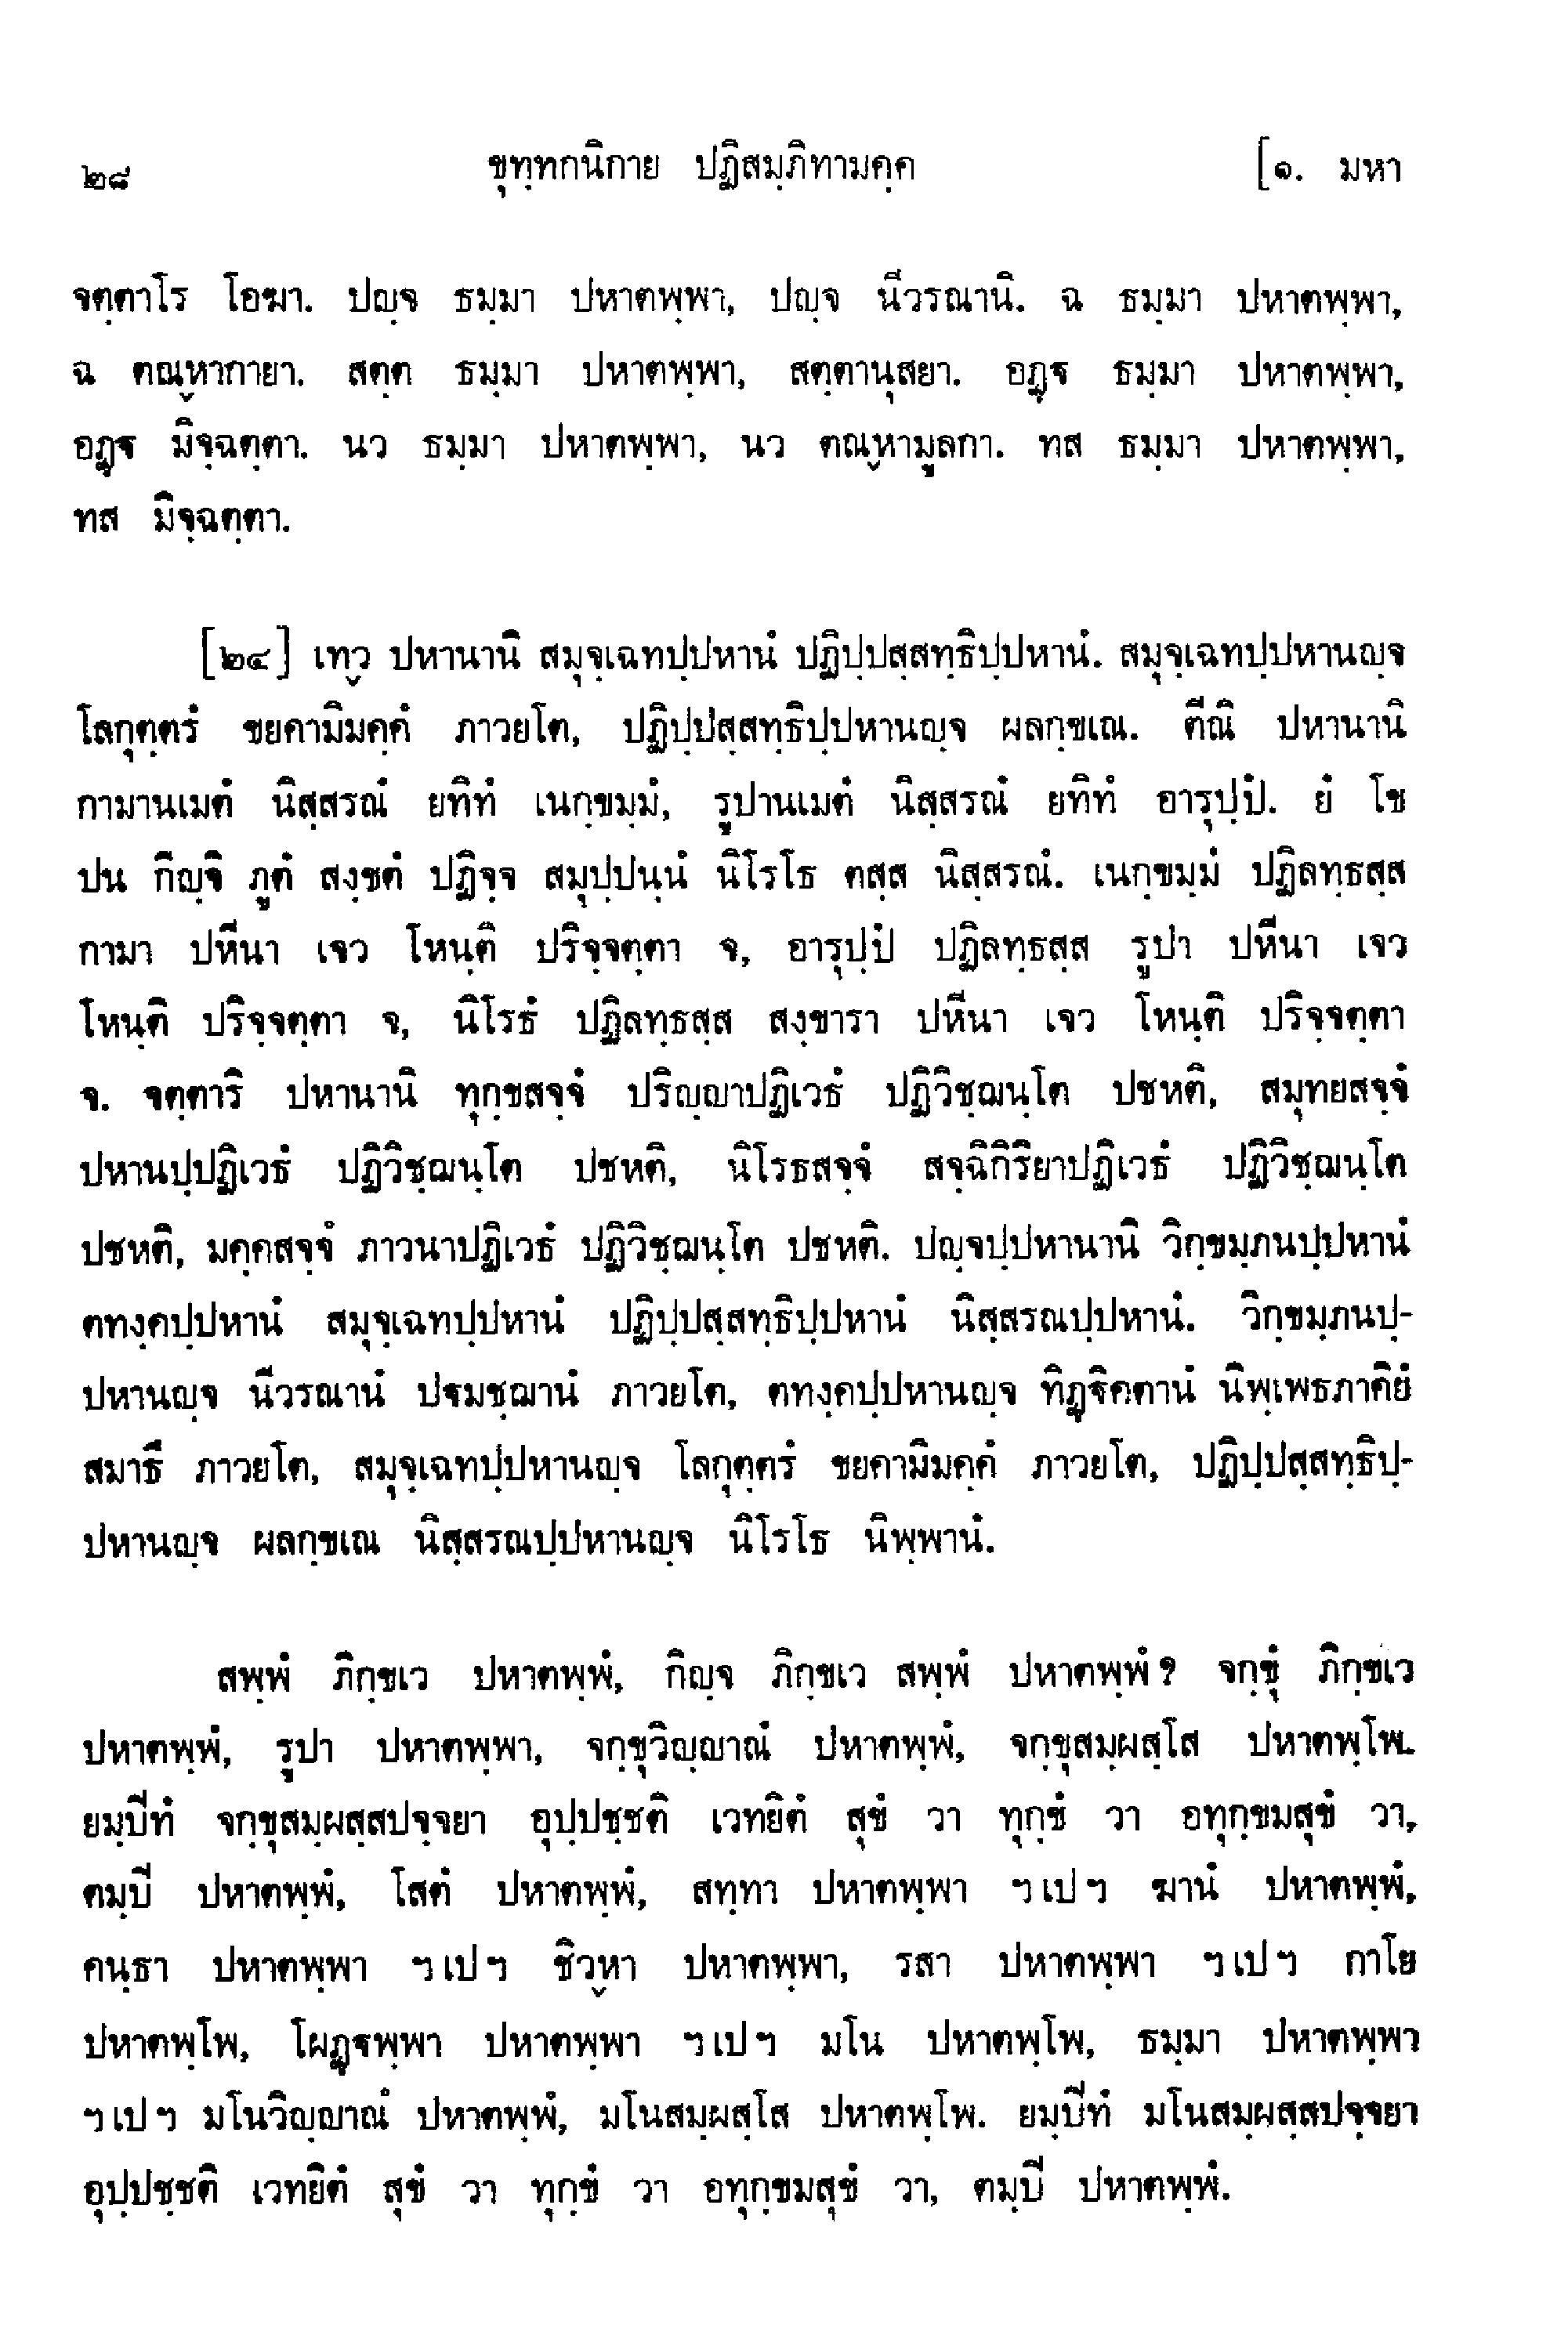 ๒๘ ขุทฺทกนิกาย ปฏิสมฺภิทามคฺค [๑. มหา
จตฺตาโร โอฆา. ปญฺจ ธมฺมา ปหาตพฺพา, ปญฺจ นีวรณานิ. ฉ ธมฺมา ปหาตพฺพา,
ฉ ตณฺหากายา. สตฺต ธมฺมา ปหาตพฺพา, สตฺตานุสยา. อฏฺฐ ธมฺมา ปหาตพฺพา,
อฏฺฐ มิจฺฉตฺตา. นว ธมฺมา ปหาตพฺพา, นว ตณฺหามูลกา. ทส ธมฺมา ปหาตพฺพา,
ทส มิจฺฉตฺตา.
[๒๔] เทฺว ปหานานิ สมุจฺเฉทปฺปหานํ ปฏิปฺปสฺสทฺธิปฺปหานํ. สมุจฺเฉทปฺปหานญฺจ
โลกุตฺตรํ ขยคามิมคฺคํ ภาวยโต, ปฏิปฺปสฺสทฺธิปฺปหานญฺจ ผลกฺขเณ. ตีณิ ปหานานิ
กามานเมตํ นิสฺสรณํ ยทิทํ เนกฺขมฺมํ, รูปานเมตํ นิสฺสรณํ ยทิทํ อารุปฺปํ. ยํ โข
ปน กิญฺจิ ภูตํ สงฺขตํ ปฏิจฺจ สมุปฺปนฺนํ นิโรโธ ตสฺส นิสฺสรณํ. เนกฺขมฺมํ ปฏิลทฺธสฺส
กามา ปหีนา เจว โหนฺติ ปริจฺจตฺตา จ, อารุปฺปํ ปฏิลทฺธสฺส รูปา ปหีนา เจว
โหนฺติ ปริจฺจตฺตา จ, นิโรธํ ปฏิลทฺธสฺส สงฺขารา ปหีนา เจว โหนฺติ ปริจฺจตฺตา
จ. จตฺตาริ ปหานานิ ทุกฺขสจฺจํ ปริญฺญาปฏิเวธํ ปฏิวิชฺฌนฺโต ปชหติ, สมุทยสจฺจํ
ปหานปฺปฏิเวธํ ปฏิวิชฺฌนฺโต ปชหติ, นิโรธสจฺจํ สจฺฉิกิริยาปฏิเวธํ ปฏิวิชฺฌนฺโต
ปชหติ, มคฺคสจฺจํ ภาวนาปฏิเวธํ ปฏิวิชฺฌนฺโต ปชหติ. ปญฺจปฺปหานานิ วิกฺขมฺภนปฺปหานํ
ตทงฺคปฺปหานํ สมุจฺเฉทปฺปหานํ ปฏิปฺปสฺสทฺธิปฺปหานํ นิสฺสรณปฺปหานํ. วิกฺขมฺภนปฺ-
ปหานญฺจ นีวรณานํ ปฐมชฺฌานํ ภาวยโต, ตทงฺคปฺปหานญฺจ ทิฏฺฐิคตานํ นิพฺเพธภาคิยํ
สมาธึ ภาวยโต, สมุจฺเฉทปฺปหานญฺจ โลกุตฺตรํ ขยคามิมคฺคํ ภาวยโต, ปฏิปฺปสฺสทฺธิปฺ-
ปหานญฺจ ผลกฺขเณ นิสฺสรณปฺปหานญฺจ นิโรโธ นิพฺพานํ.
สพฺพํ ภิกฺขเว ปหาตพฺพํ, กิญฺจ ภิกฺขเว สพฺพํ ปหาตพฺพํ? จกฺขุํ ภิกฺขเว
ปหาตพฺพํ, รูปา ปหาตพฺพา, จกฺขุวิญฺญาณํ ปหาตพฺพํ, จกฺขุสมฺผสฺโส ปหาตพฺโพ.
ยมฺปีทํ จกฺขุสมฺผสฺสปจฺจยา อุปฺปชฺชติ เวทยิตํ สุขํ วา ทุกฺขํ วา อทุกฺขมสุขํ วา,
ตมฺปิ ปหาตพฺพํ, โสตํ ปหาตพฺพํ, สทฺทา ปหาตพฺพา ฯเปฯ ฆานํ ปหาตพฺพํ,
คนฺธา ปหาตพฺพา ฯเปฯ ชิวฺหา ปหาตพฺพา, รสา ปหาตพฺพา ฯเปฯ กาโย
ปหาตพฺโพ, โผฏฺฐพฺพา ปหาตพฺพา ฯเปฯ มโน ปหาตพฺโพ, ธมฺมา ปหาตพฺพา
ฯเปฯ มโนวิญฺญาณํ ปหาตพฺพํ, มโนสมฺผสฺโส ปหาตพฺโพ. ยมฺปีทํ มโนสมฺผสฺสปจฺจยา
อุปฺปชฺชติ เวทยิตํ สุขํ วา ทุกฺขํ วา อทุกฺขมสุขํ วา, ตมฺปิ ปหาตพฺพํ.